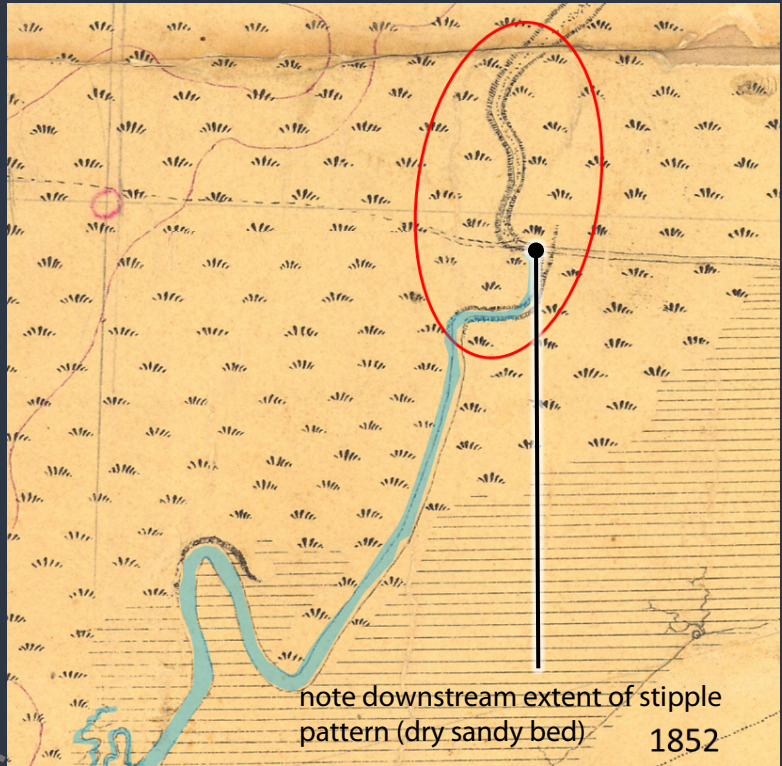 note downstream extent of stipple
pattern (dry sandy bed)
1852